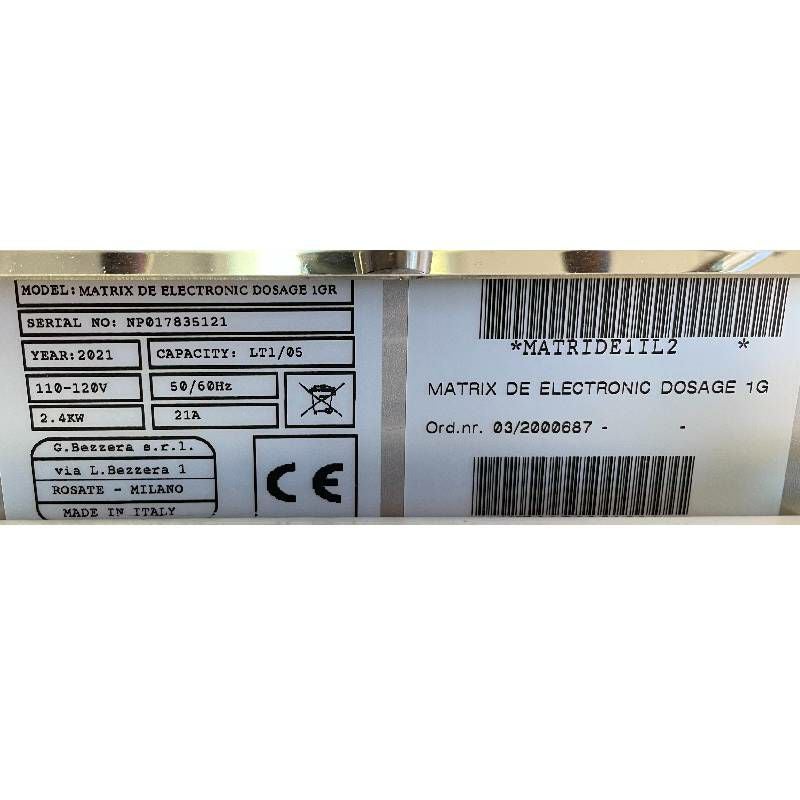 MODEL: MATRIX DE ELECTRONIC DOSAGE 1GR
SERIAL NO: NP017835121
YEAR: 2021 CAPACITY: LT1/05
110-120V 50/60Hz
2.4KW 21A
G.Bezzera s.r.l.
via L.Bezzera 1
ROSATE - MILANO
MADE IN ITALY
CE
*MATRIDE1IL2 *
MATRIX DE ELECTRONIC DOSAGE 1G
Ord.nr. 03/2000687 - -